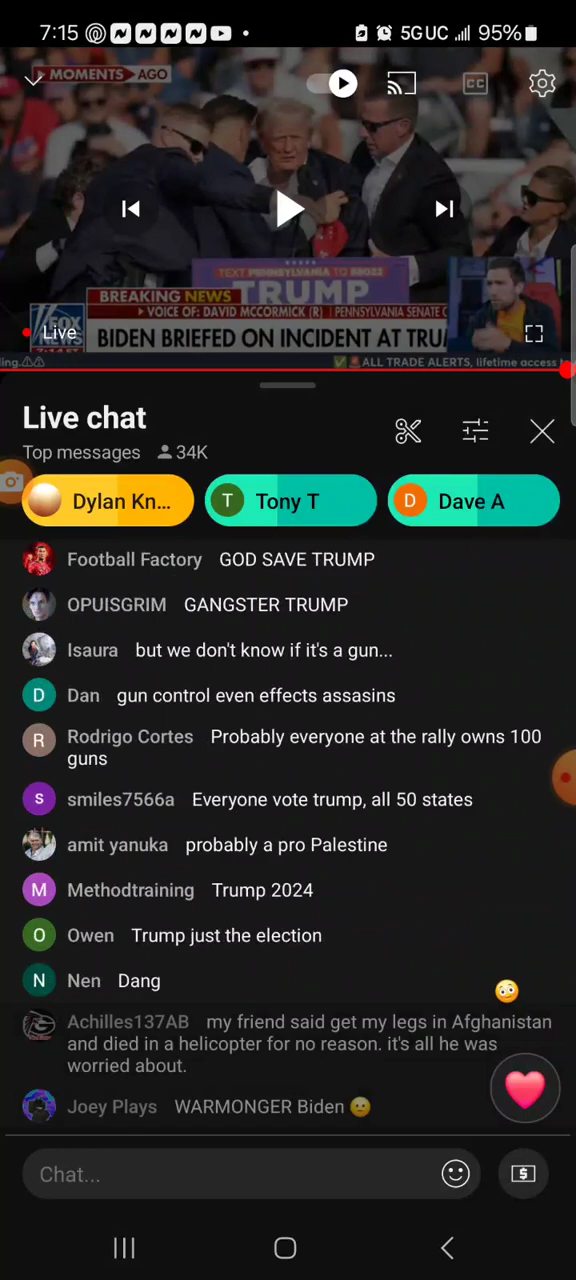 7:15
5G UC
95%
MOMENTS AGO
CC
TEXT PENNSYLVANIA TO 88022
TRUMP
BREAKING NEWS
VOICE OF: DAVID MCCORMICK (R) | PENNSYLVANIA SENATE C
FOX
NEWS
Live
BIDEN BRIEFED ON INCIDENT AT TRU
ing.⚠⚠
✅🚨ALL TRADE ALERTS, lifetime access
Live chat
Top messages 34K
Dylan Kn...
T Tony T
D Dave A
Football Factory GOD SAVE TRUMP
OPUISGRIM GANGSTER TRUMP
Isaura but we don't know if it's a gun...
D Dan gun control even effects assasins
R Rodrigo Cortes Probably everyone at the rally owns 100
guns
s smiles7566a Everyone vote trump, all 50 states
amit yanuka probably a pro Palestine
M Methodtraining Trump 2024
O Owen Trump just the election
N Nen Dang
Achilles137AB my friend said get my legs in Afghanistan
and died in a helicopter for no reason. it's all he was
worried about.
Joey Plays WARMONGER Biden 🫡
Chat...
$